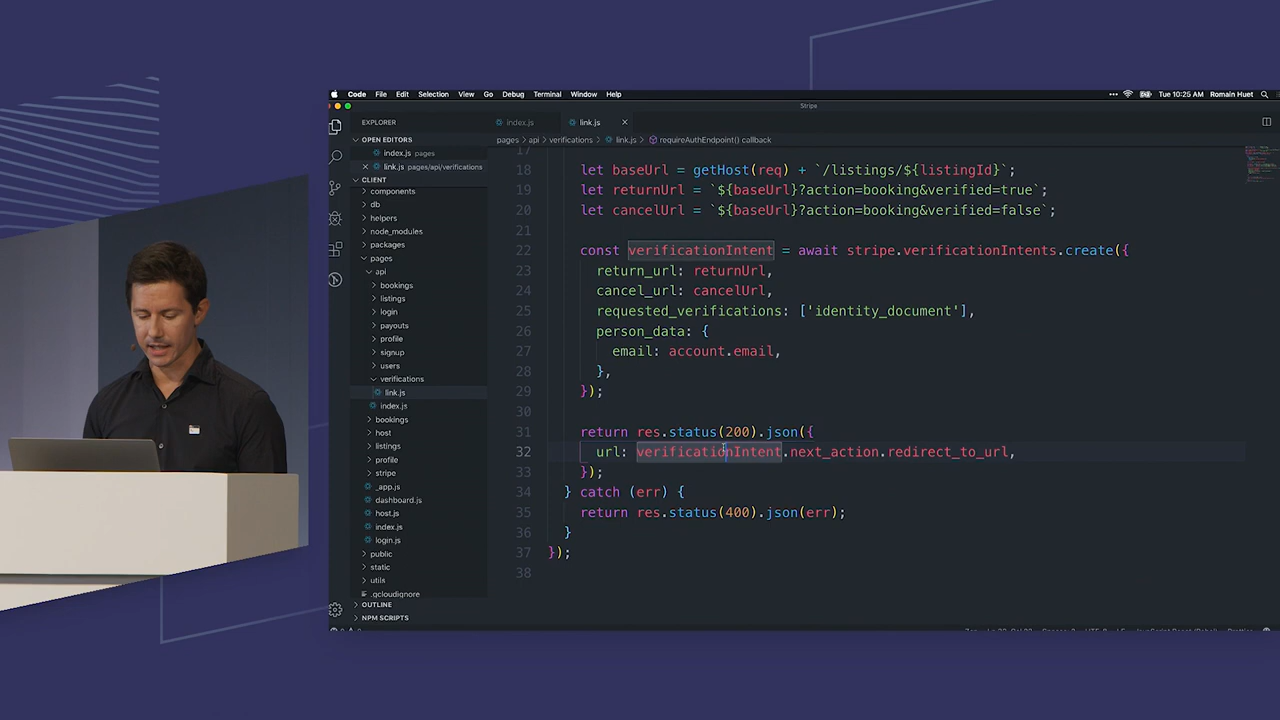 Code File Edit Selection View Go Debug Terminal Window Help
Tue 10:25 AM Romain Huet
Stripe
EXPLORER
index.js
link.js
pages › api › verifications › link.js › requireAuthEndpoint() callback
OPEN EDITORS
index.js pages
link.js pages/api/verifications
CLIENT
components
db
helpers
node_modules
packages
pages
api
bookings
listings
login
payouts
profile
signup
users
verifications
link.js
index.js
bookings
host
listings
profile
stripe
_app.js
dashboard.js
host.js
index.js
login.js
public
static
utils
.gcloudignore
OUTLINE
NPM SCRIPTS
17
18 let baseUrl = getHost(req) + `/listings/${listingId}`;
19 let returnUrl = `${baseUrl}?action=booking&verified=true`;
20 let cancelUrl = `${baseUrl}?action=booking&verified=false`;
21
22 const verificationIntent = await stripe.verificationIntents.create({
23 return_url: returnUrl,
24 cancel_url: cancelUrl,
25 requested_verifications: ['identity_document'],
26 person_data: {
27 email: account.email,
28 },
29 });
30
31 return res.status(200).json({
32 url: verificationIntent.next_action.redirect_to_url,
33 });
34 } catch (err) {
35 return res.status(400).json(err);
36 }
37 });
38